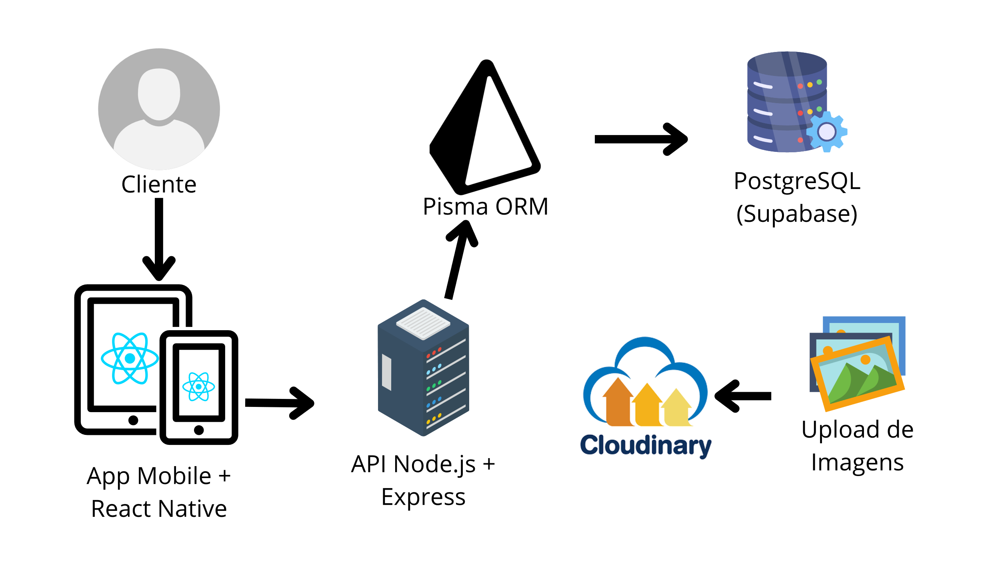 Cliente
Pisma ORM
PostgreSQL
(Supabase)
App Mobile +
React Native
API Node.js +
Express
Cloudinary
Upload de
Imagens